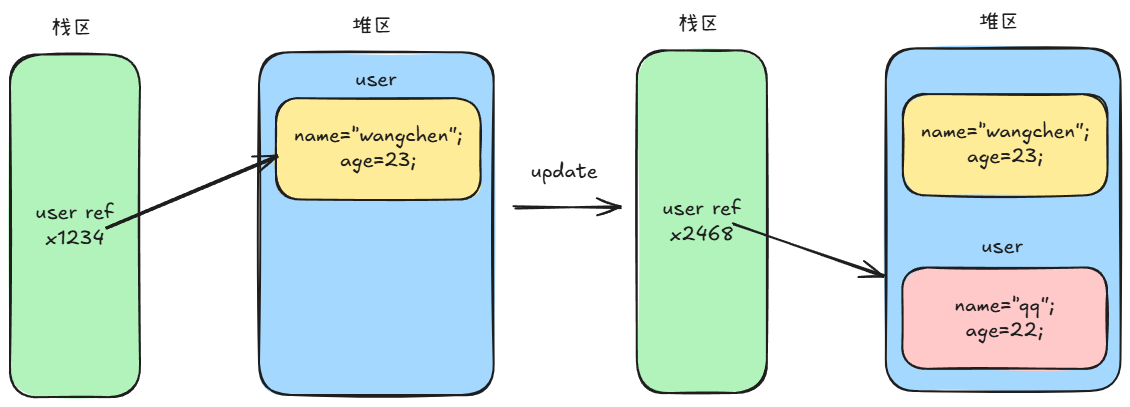 栈区
堆区
user
name="wangchen";
age=23;
user ref
x1234
update
栈区
堆区
name="wangchen";
age=23;
user ref
x2468
user
name="qq";
age=22;